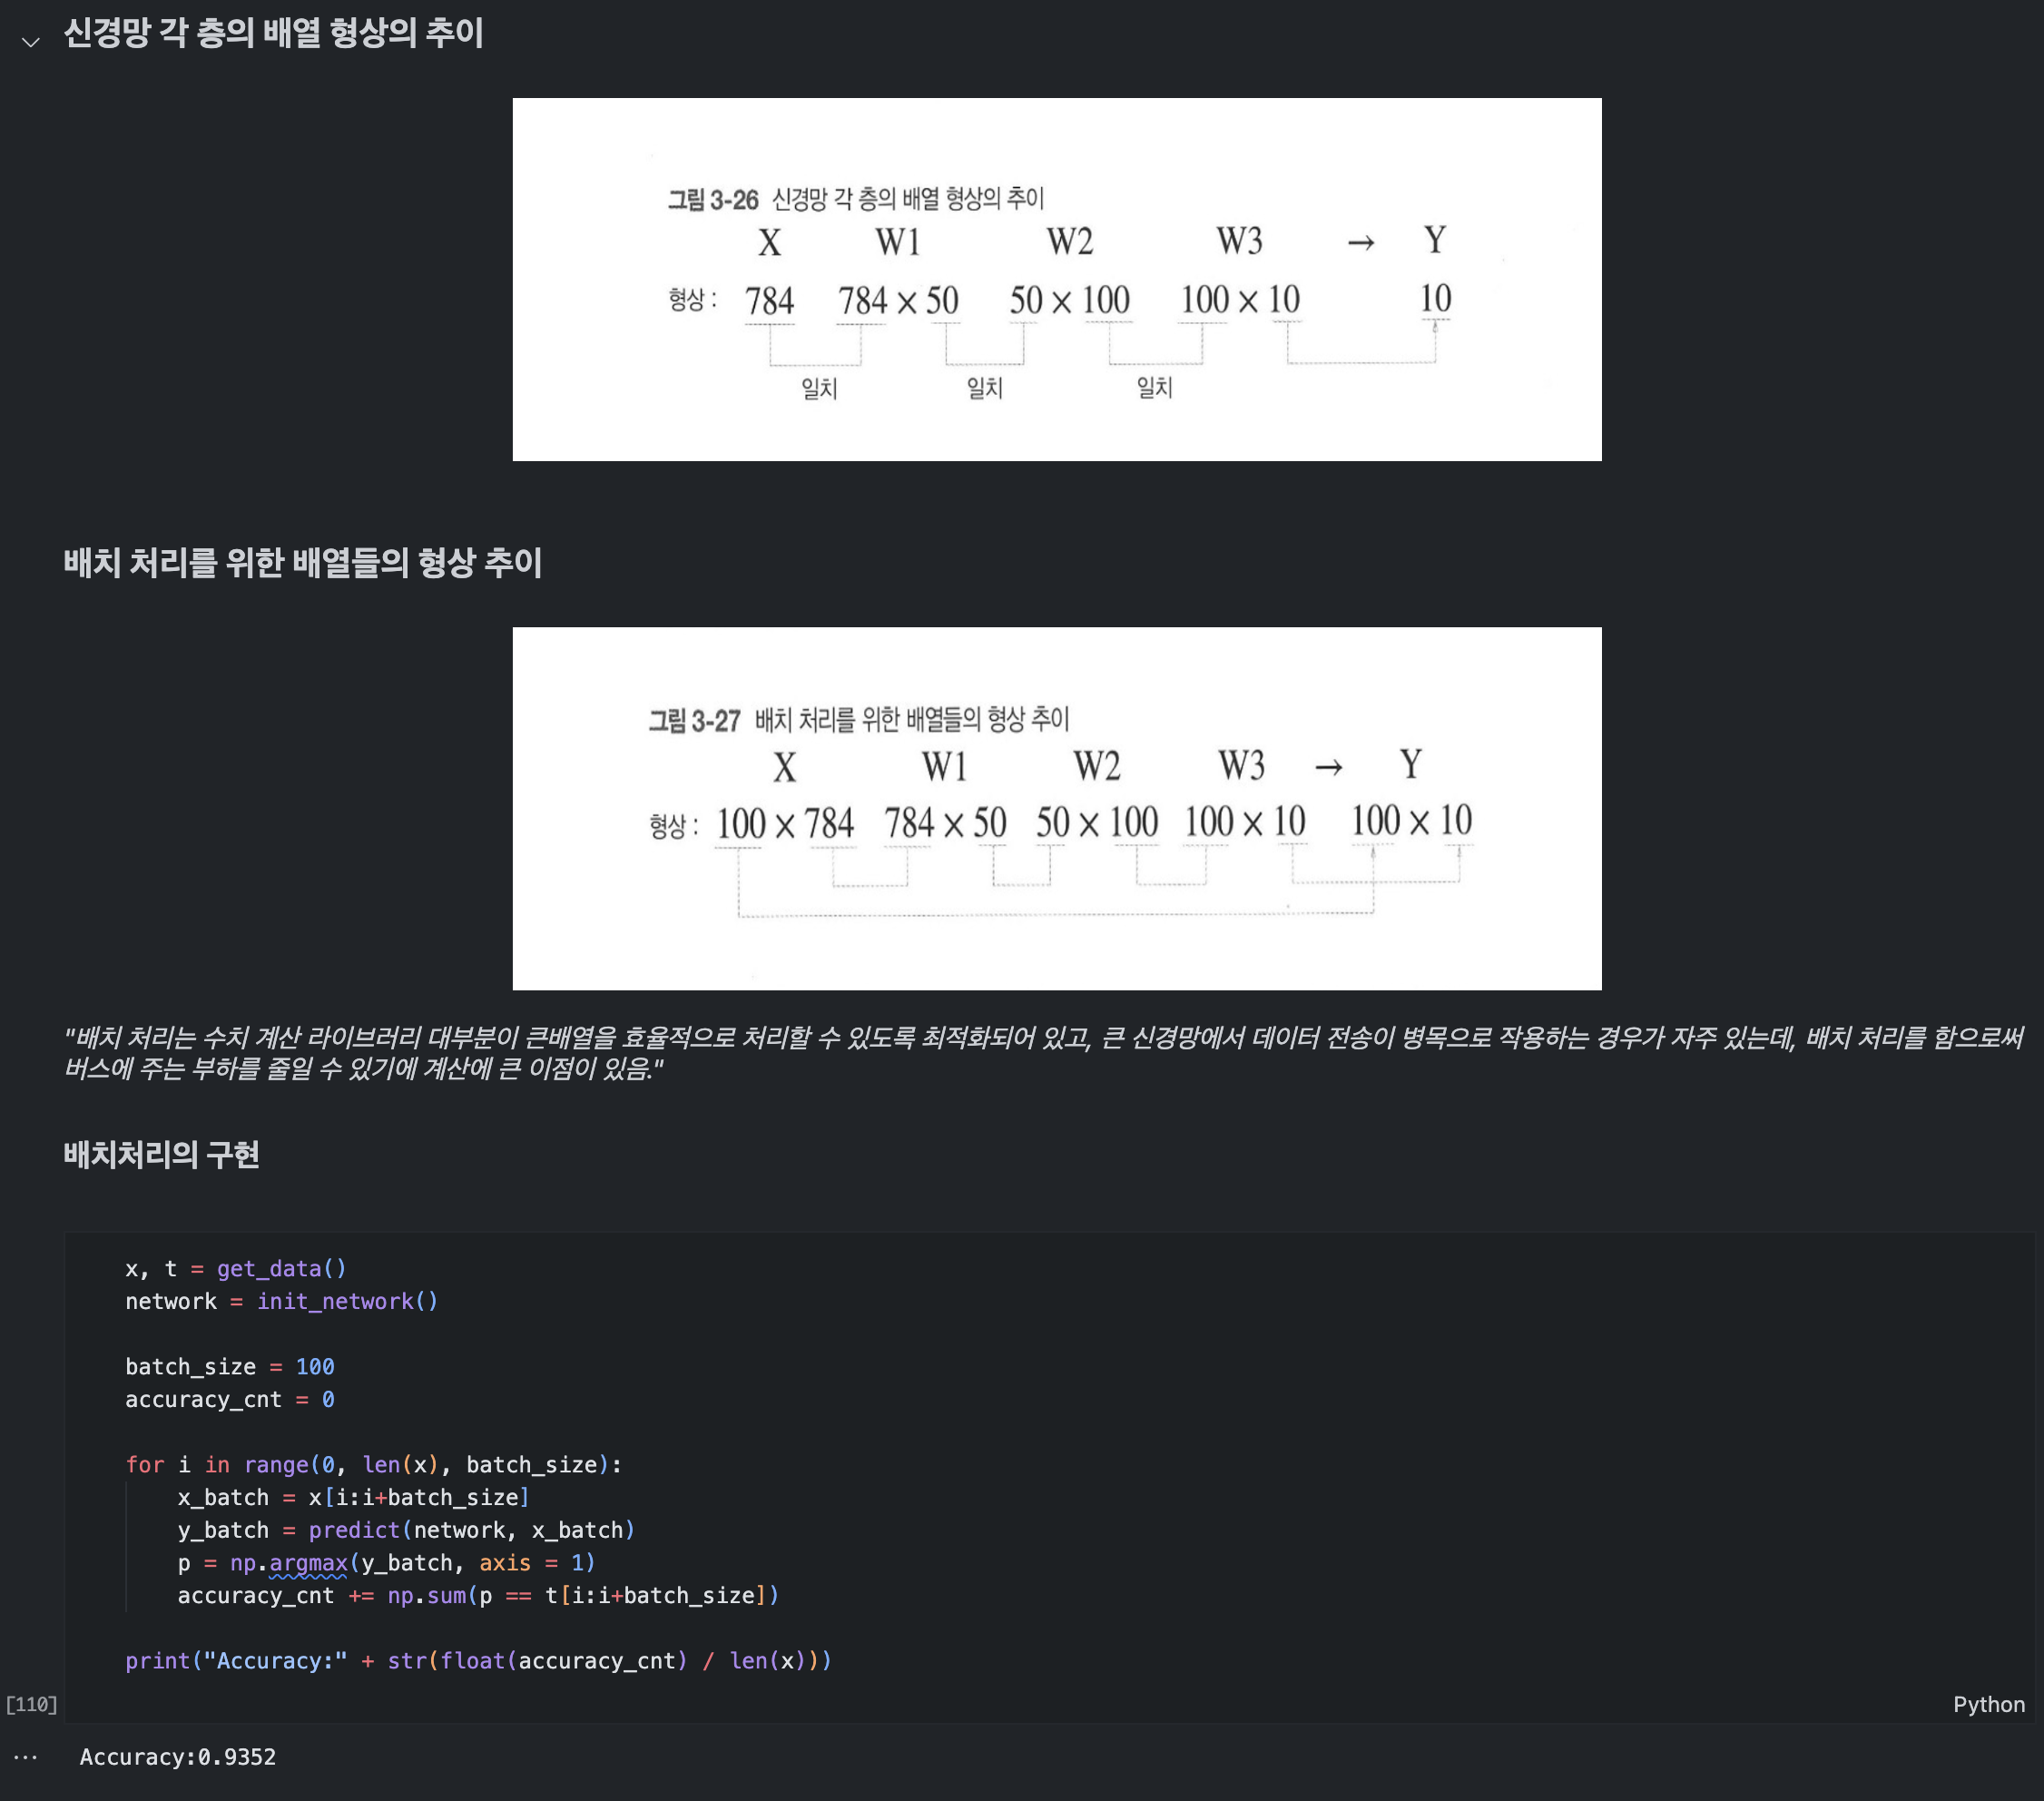 신경망 각 층의 배열 형상의 추이
그림 3-26 신경망 각 층의 배열 형상의 추이
X W1 W2 W3 → Y
형상 : 784 784 × 50 50 × 100 100 × 10 10
일치 일치 일치
배치 처리를 위한 배열들의 형상 추이
그림 3-27 배치 처리를 위한 배열들의 형상 추이
X W1 W2 W3 → Y
형상 : 100 × 784 784 × 50 50 × 100 100 × 10 100 × 10
"배치 처리는 수치 계산 라이브러리 대부분이 큰배열을 효율적으로 처리할 수 있도록 최적화되어 있고, 큰 신경망에서 데이터 전송이 병목으로 작용하는 경우가 자주 있는데, 배치 처리를 함으로써
버스에 주는 부하를 줄일 수 있기에 계산에 큰 이점이 있음."
배치처리의 구현
x, t = get_data()
network = init_network()
batch_size = 100
accuracy_cnt = 0
for i in range(0, len(x), batch_size):
    x_batch = x[i:i+batch_size]
    y_batch = predict(network, x_batch)
    p = np.argmax(y_batch, axis = 1)
    accuracy_cnt += np.sum(p == t[i:i+batch_size])
print("Accuracy:" + str(float(accuracy_cnt) / len(x)))
[110] Python
... Accuracy:0.9352